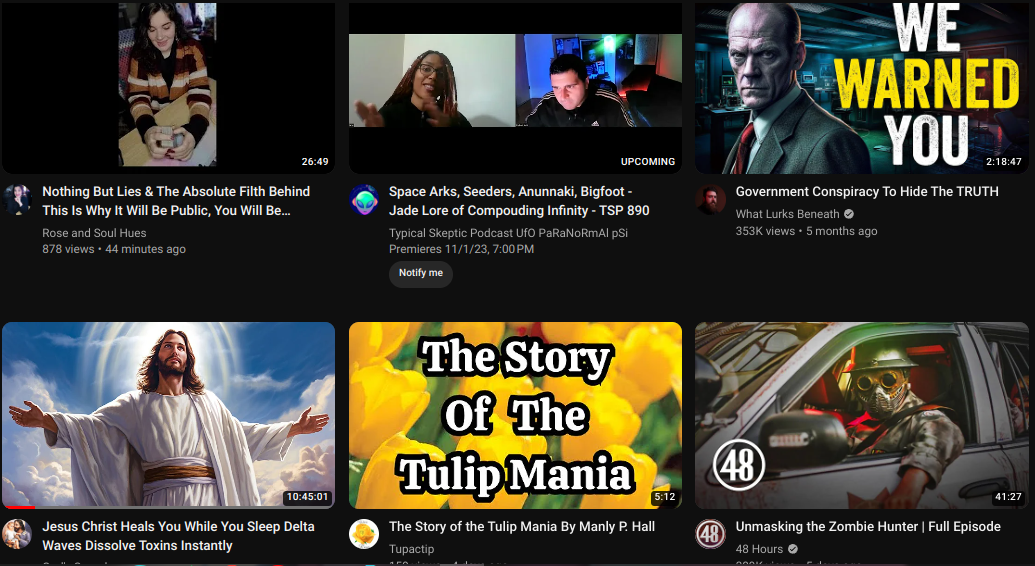 26:49
UPCOMING
WE
WARNED
YOU
2:18:47
Nothing But Lies & The Absolute Filth Behind
This Is Why It Will Be Public, You Will Be...
Rose and Soul Hues
878 views • 44 minutes ago
Space Arks, Seeders, Anunnaki, Bigfoot -
Jade Lore of Compouding Infinity - TSP 890
Typical Skeptic Podcast UfO PaRaNoRmAl pSi
Premieres 11/1/23, 7:00 PM
Notify me
Government Conspiracy To Hide The TRUTH
What Lurks Beneath
353K views • 5 months ago
10:45:01
The Story
Of The
Tulip Mania
5:12
48
41:27
Jesus Christ Heals You While You Sleep Delta
Waves Dissolve Toxins Instantly
The Story of the Tulip Mania By Manly P. Hall
Tupactip
48
Unmasking the Zombie Hunter | Full Episode
48 Hours